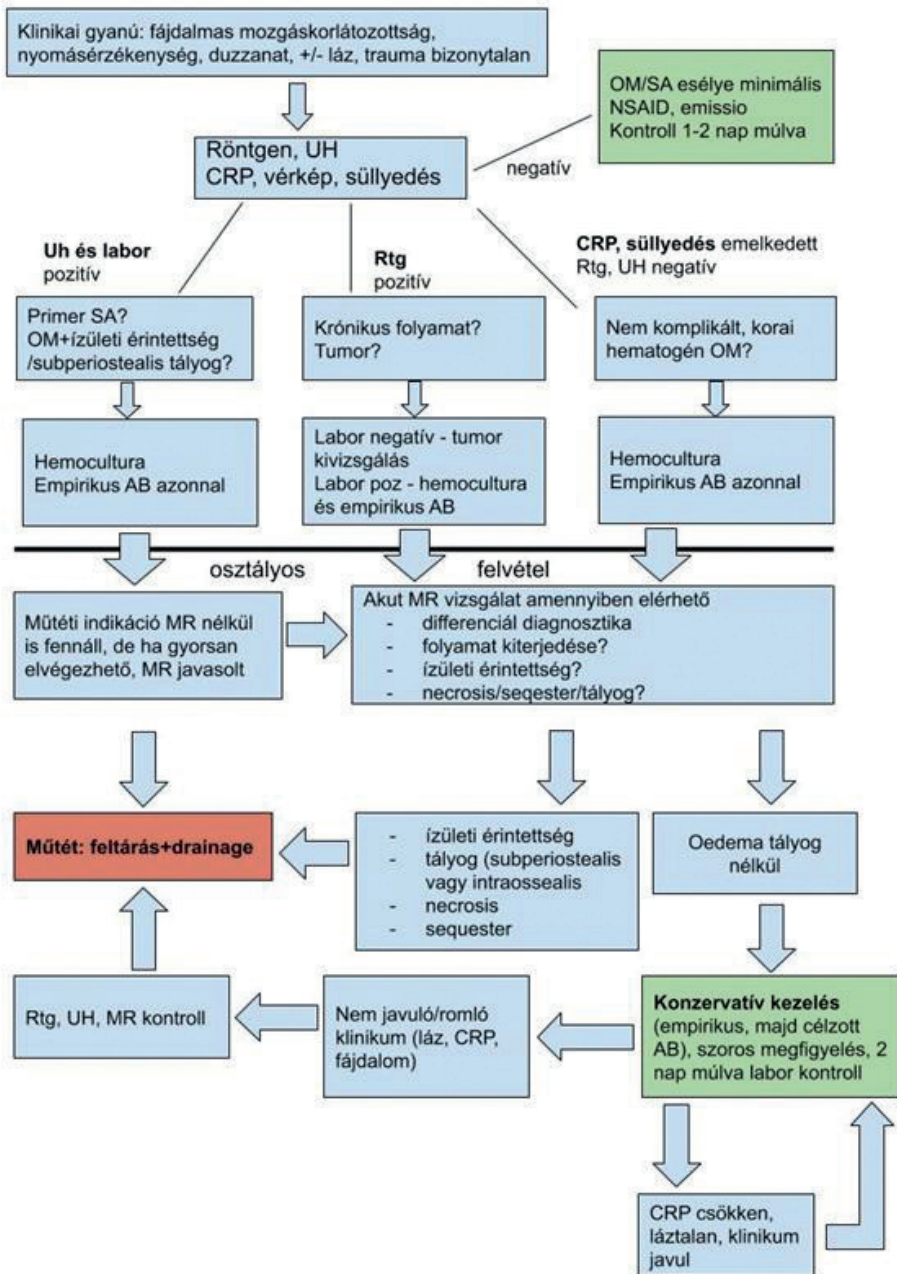 Klinikai gyanú: fájdalmas mozgáskorlátozottság,
nyomásérzékenység, duzzanat, +/- láz, trauma bizonytalan
OM/SA esélye minimális
NSAID, emissio
Kontroll 1-2 nap múlva
Röntgen, UH
CRP, vérkép, süllyedés
negatív
Uh és labor
pozitív
Rtg
pozitív
CRP, süllyedés emelkedett
Rtg, UH negatív
Primer SA?
OM+ízületi érintettség
/subperiostealis tályog?
Krónikus folyamat?
Tumor?
Nem komplikált, korai
hematogén OM?
Hemocultura
Empirikus AB azonnal
Labor negatív - tumor
kivizsgálás
Labor poz - hemocultura
és empirikus AB
Hemocultura
Empirikus AB azonnal
osztályos felvétel
Műtéti indikáció MR nélkül
is fennáll, de ha gyorsan
elvégezhető, MR javasolt
Akut MR vizsgálat amennyiben elérhető
- differenciál diagnosztika
- folyamat kiterjedése?
- ízületi érintettség?
- necrosis/seqester/tályog?
Műtét: feltárás+drainage
- ízületi érintettség
- tályog (subperiostealis
vagy intraossealis
- necrosis
- sequester
Oedema tályog
nélkül
Rtg, UH, MR kontroll
Nem javuló/romló
klinikum (láz, CRP,
fájdalom)
Konzervatív kezelés
(empirikus, majd célzott
AB), szoros megfigyelés, 2
nap múlva labor kontroll
CRP csökken,
láztalan, klinikum
javul